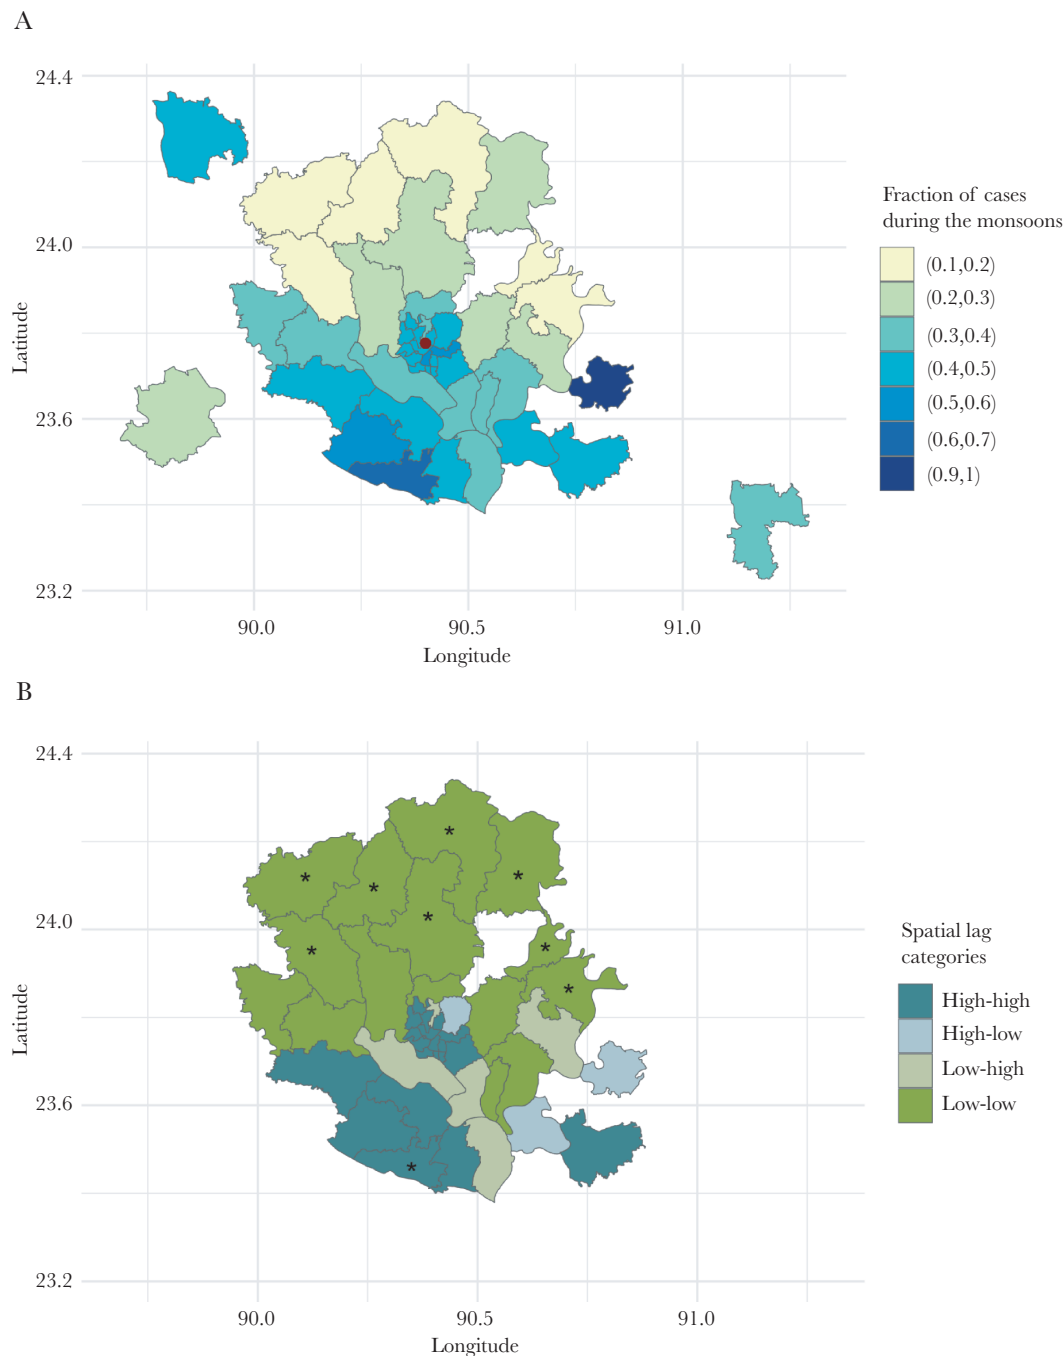 A
24.4
24.0
23.6
23.2
Latitude
90.0
90.5
91.0
Longitude
Fraction of cases
during the monsoons
(0.1,0.2)
(0.2,0.3)
(0.3,0.4)
(0.4,0.5)
(0.5,0.6)
(0.6,0.7)
(0.9,1)
B
24.4
24.0
23.6
23.2
Latitude
*
*
*
*
*
*
*
*
*
90.0
90.5
91.0
Longitude
Spatial lag
categories
High-high
High-low
Low-high
Low-low